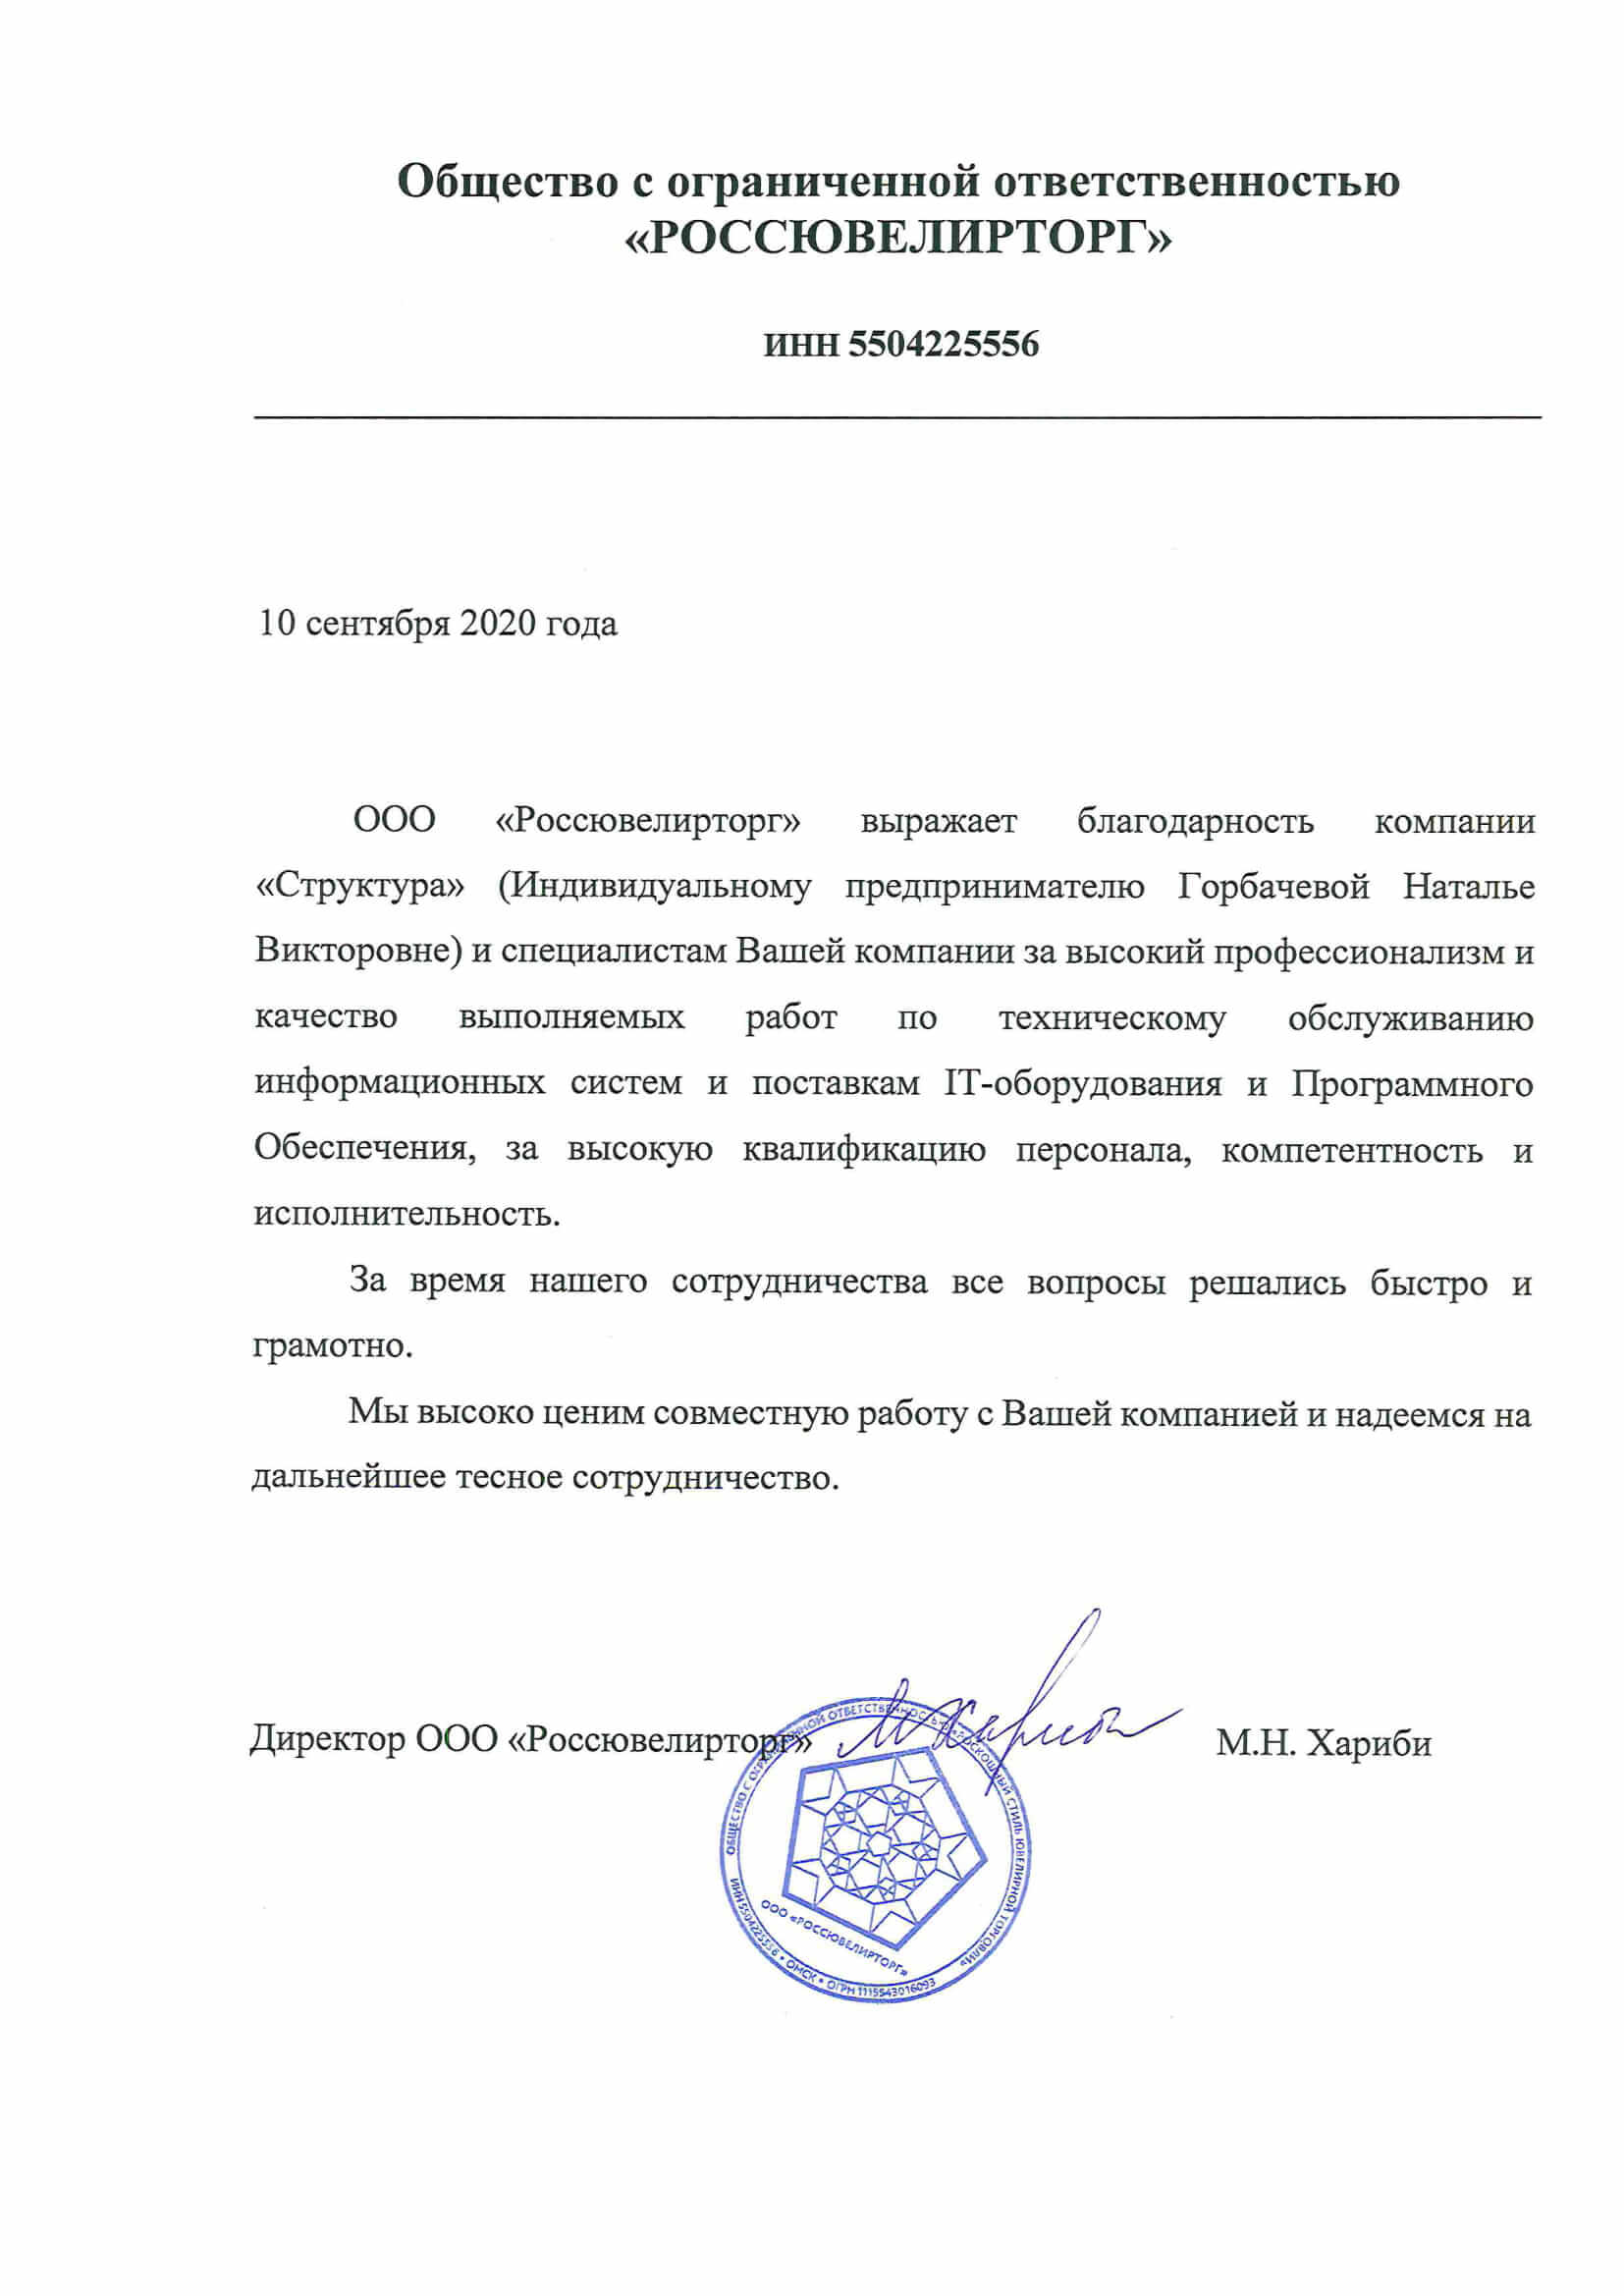 Общество с ограниченной ответственностью
«РОССЮВЕЛИРТОРГ»
ИНН 5504225556
10 сентября 2020 года
ООО «Россювелирторг» выражает благодарность компании
«Структура» (Индивидуальному предпринимателю Горбачевой Наталье
Викторовне) и специалистам Вашей компании за высокий профессионализм и
качество выполняемых работ по техническому обслуживанию
информационных систем и поставкам IT-оборудования и Программного
Обеспечения, за высокую квалификацию персонала, компетентность и
исполнительность.
За время нашего сотрудничества все вопросы решались быстро и
грамотно.
Мы высоко ценим совместную работу с Вашей компанией и надеемся на
дальнейшее тесное сотрудничество.
Директор ООО «Россювелирторг»
М.Н. Хариби
ОБЩЕСТВО С ОГРАНИЧЕННОЙ ОТВЕТСТВЕННОСТЬЮ «РОСКОШНЫЙ СТИЛЬ ЮВЕЛИРНОЙ ТОРГОВЛИ»
ООО «РОССЮВЕЛИРТОРГ»
ИНН 5504225556 • ОМСК • ОГРН 1115543016093